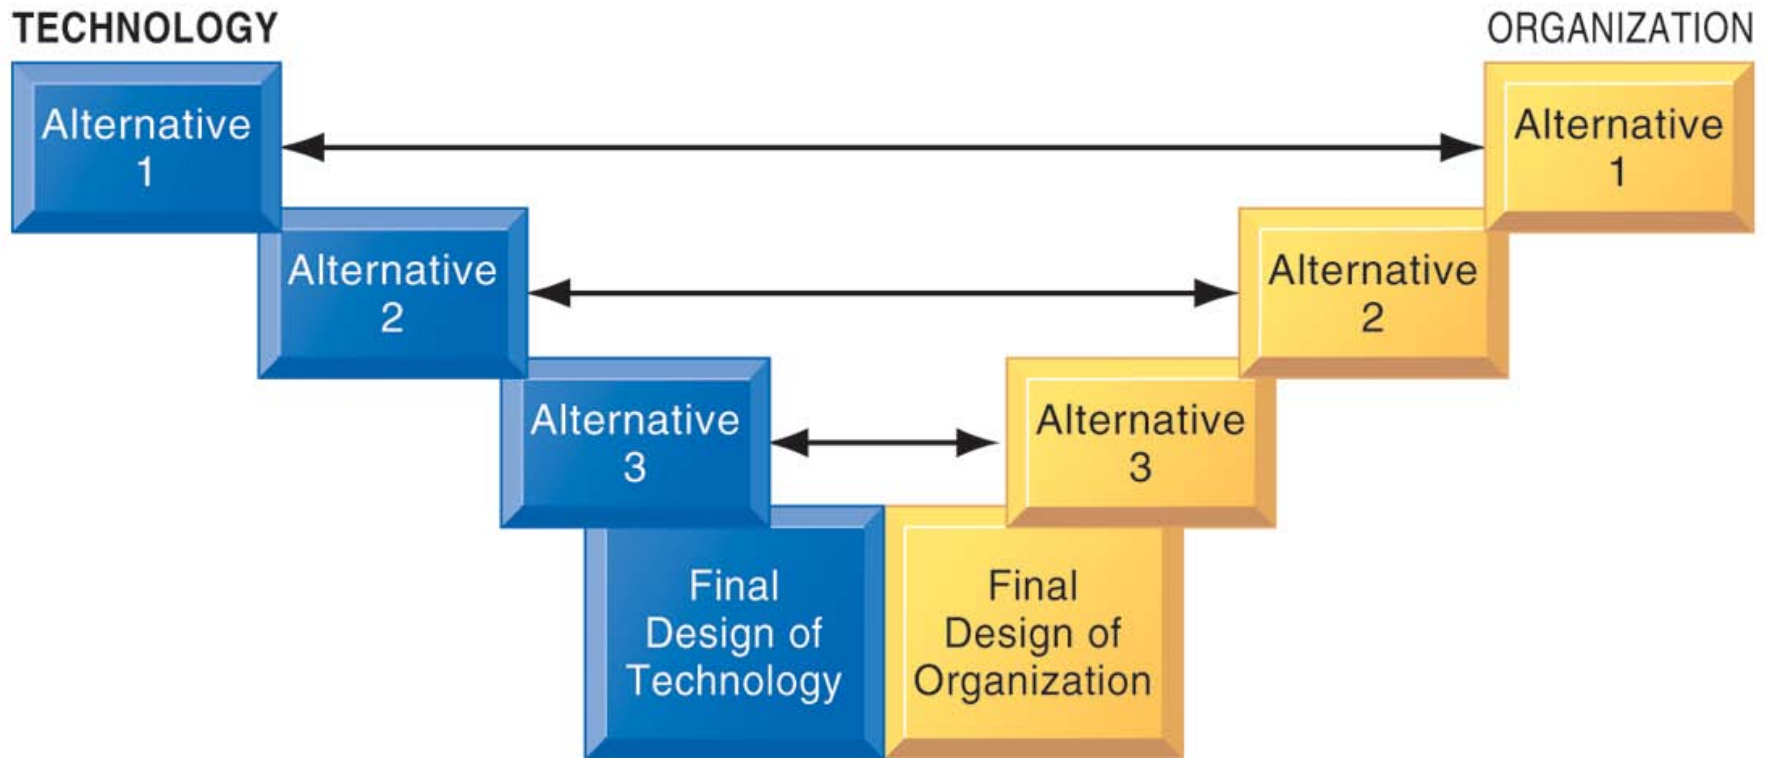 TECHNOLOGY
ORGANIZATION
Alternative
1
Alternative
1
Alternative
2
Alternative
2
Alternative
3
Alternative
3
Final
Design of
Technology
Final
Design of
Organization